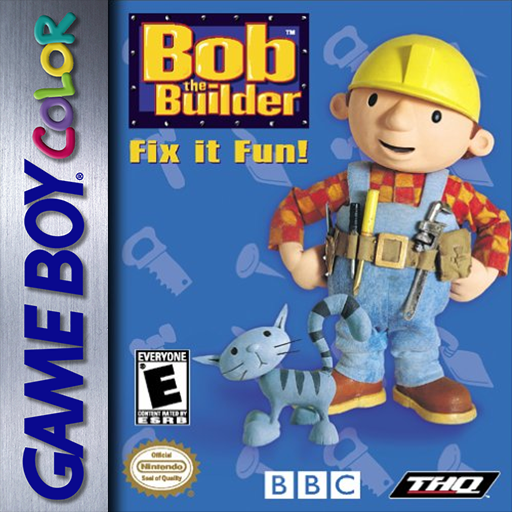 GAME BOY COLOR
Bob
the
Builder
™
Fix it Fun!
EVERYONE
E
CONTENT RATED BY
ESRB
Official
Nintendo
Seal of Quality
BBC
THQ